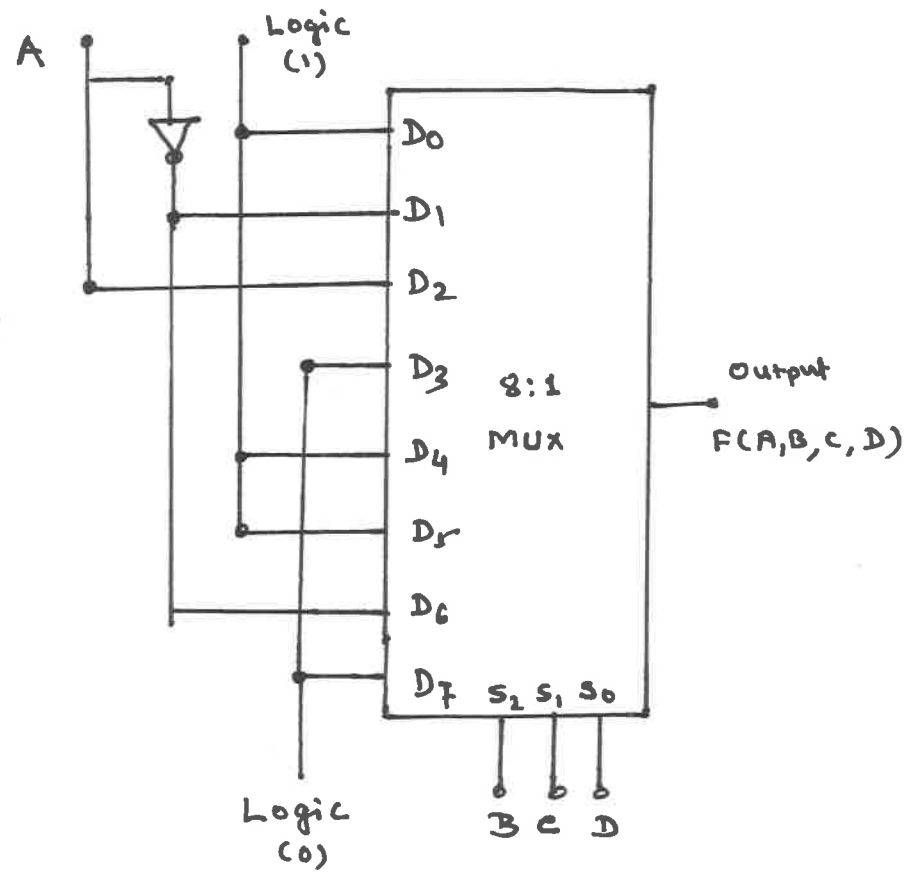 A
Logic
(1)
D0
D1
D2
D3
8:1
MUX
Output
F(A,B,C,D)
D4
D5
D6
D7
S2 S1 S0
B C D
Logic
(0)